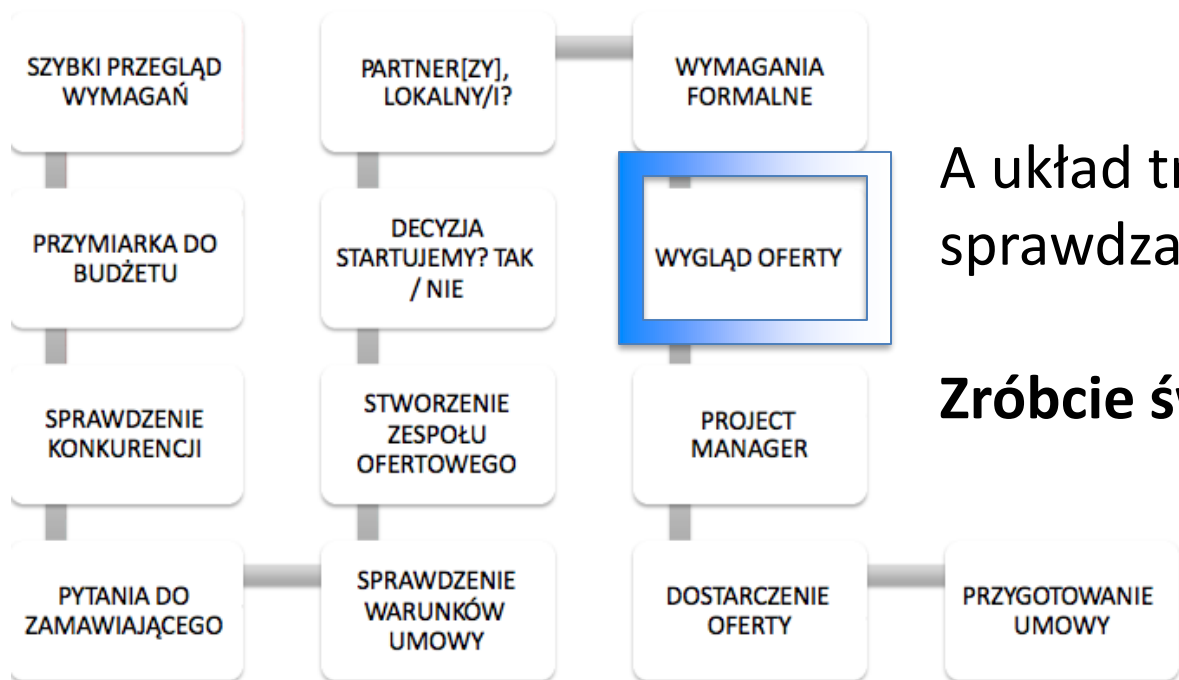 SZYBKI PRZEGLĄD
WYMAGAŃ
PRZYMIARKA DO
BUDŻETU
SPRAWDZENIE
KONKURENCJI
PYTANIA DO
ZAMAWIAJĄCEGO
SPRAWDZENIE
WARUNKÓW
UMOWY
STWORZENIE
ZESPOŁU
OFERTOWEGO
DECYZJA
STARTUJEMY? TAK
/ NIE
PARTNER[ZY],
LOKALNY/I?
WYMAGANIA
FORMALNE
WYGLĄD OFERTY
PROJECT
MANAGER
DOSTARCZENIE
OFERTY
PRZYGOTOWANIE
UMOWY
A układ
sprawdza
Zróbcie